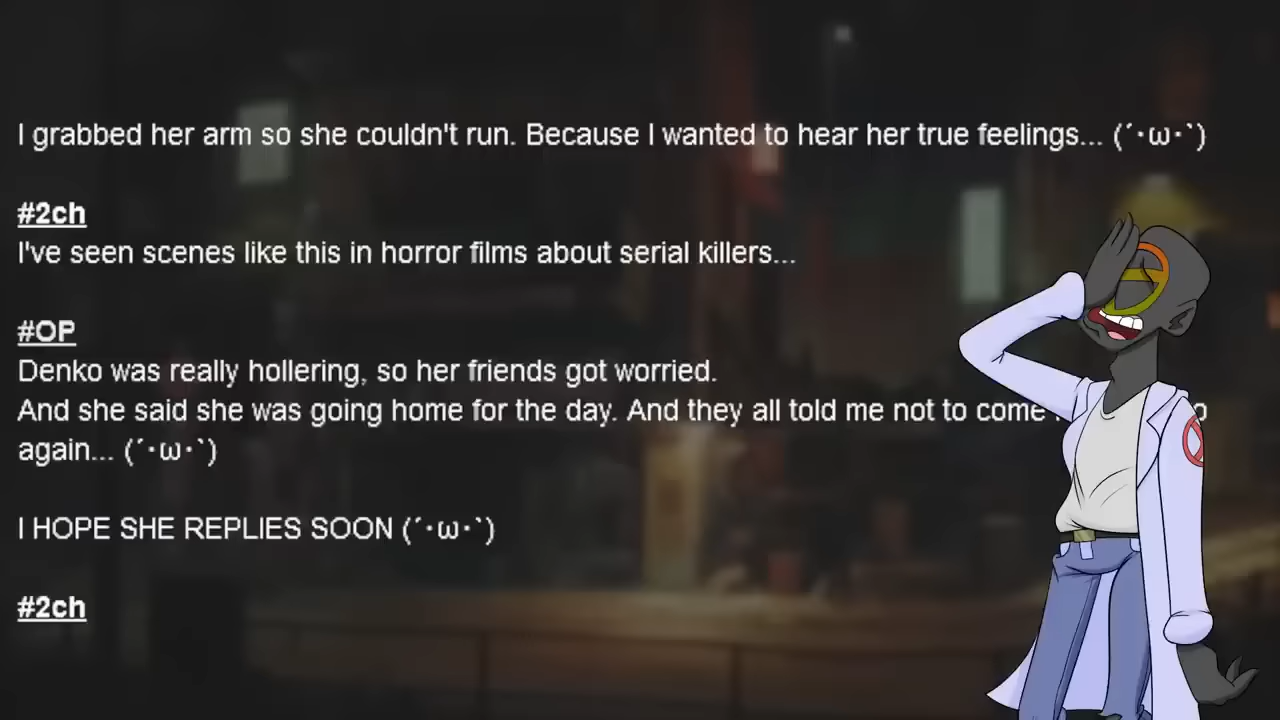 I grabbed her arm so she couldn't run. Because I wanted to hear her true feelings... (´･ω･`)
#2ch
I've seen scenes like this in horror films about serial killers...
#OP
Denko was really hollering, so her friends got worried.
And she said she was going home for the day. And they all told me not to come
again... (´･ω･`)
I HOPE SHE REPLIES SOON (´･ω･`)
#2ch